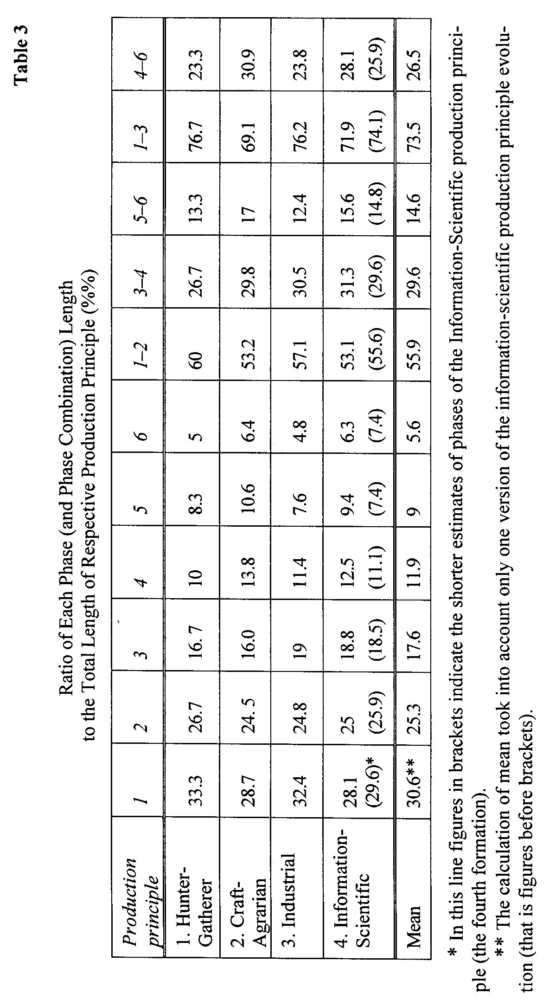 Table 3
Ratio of Each Phase (and Phase Combination) Length
to the Total Length of Respective Production Principle (%%)
Production principle 1 2 3 4 5 6 1–2 3–4 5–6 1–3 4–6
1. Hunter-Gatherer 33.3 26.7 16.7 10 8.3 5 60 26.7 13.3 76.7 23.3
2. Craft-Agrarian 28.7 24.5 16.0 13.8 10.6 6.4 53.2 29.8 17 69.1 30.9
3. Industrial 32.4 24.8 19 11.4 7.6 4.8 57.1 30.5 12.4 76.2 23.8
4. Information- 28.1 25 18.8 12.5 9.4 6.3 53.1 31.3 15.6 71.9 28.1
Scientific (29.6)* (25.9) (18.5) (11.1) (7.4) (7.4) (55.6) (29.6) (14.8) (74.1) (25.9)
Mean 30.6** 25.3 17.6 11.9 9 5.6 55.9 29.6 14.6 73.5 26.5
* In this line figures in brackets indicate the shorter estimates of phases of the Information-Scientific production princi-
ple (the fourth formation).
** The calculation of mean took into account only one version of the information-scientific production principle evolu-
tion (that is figures before brackets).